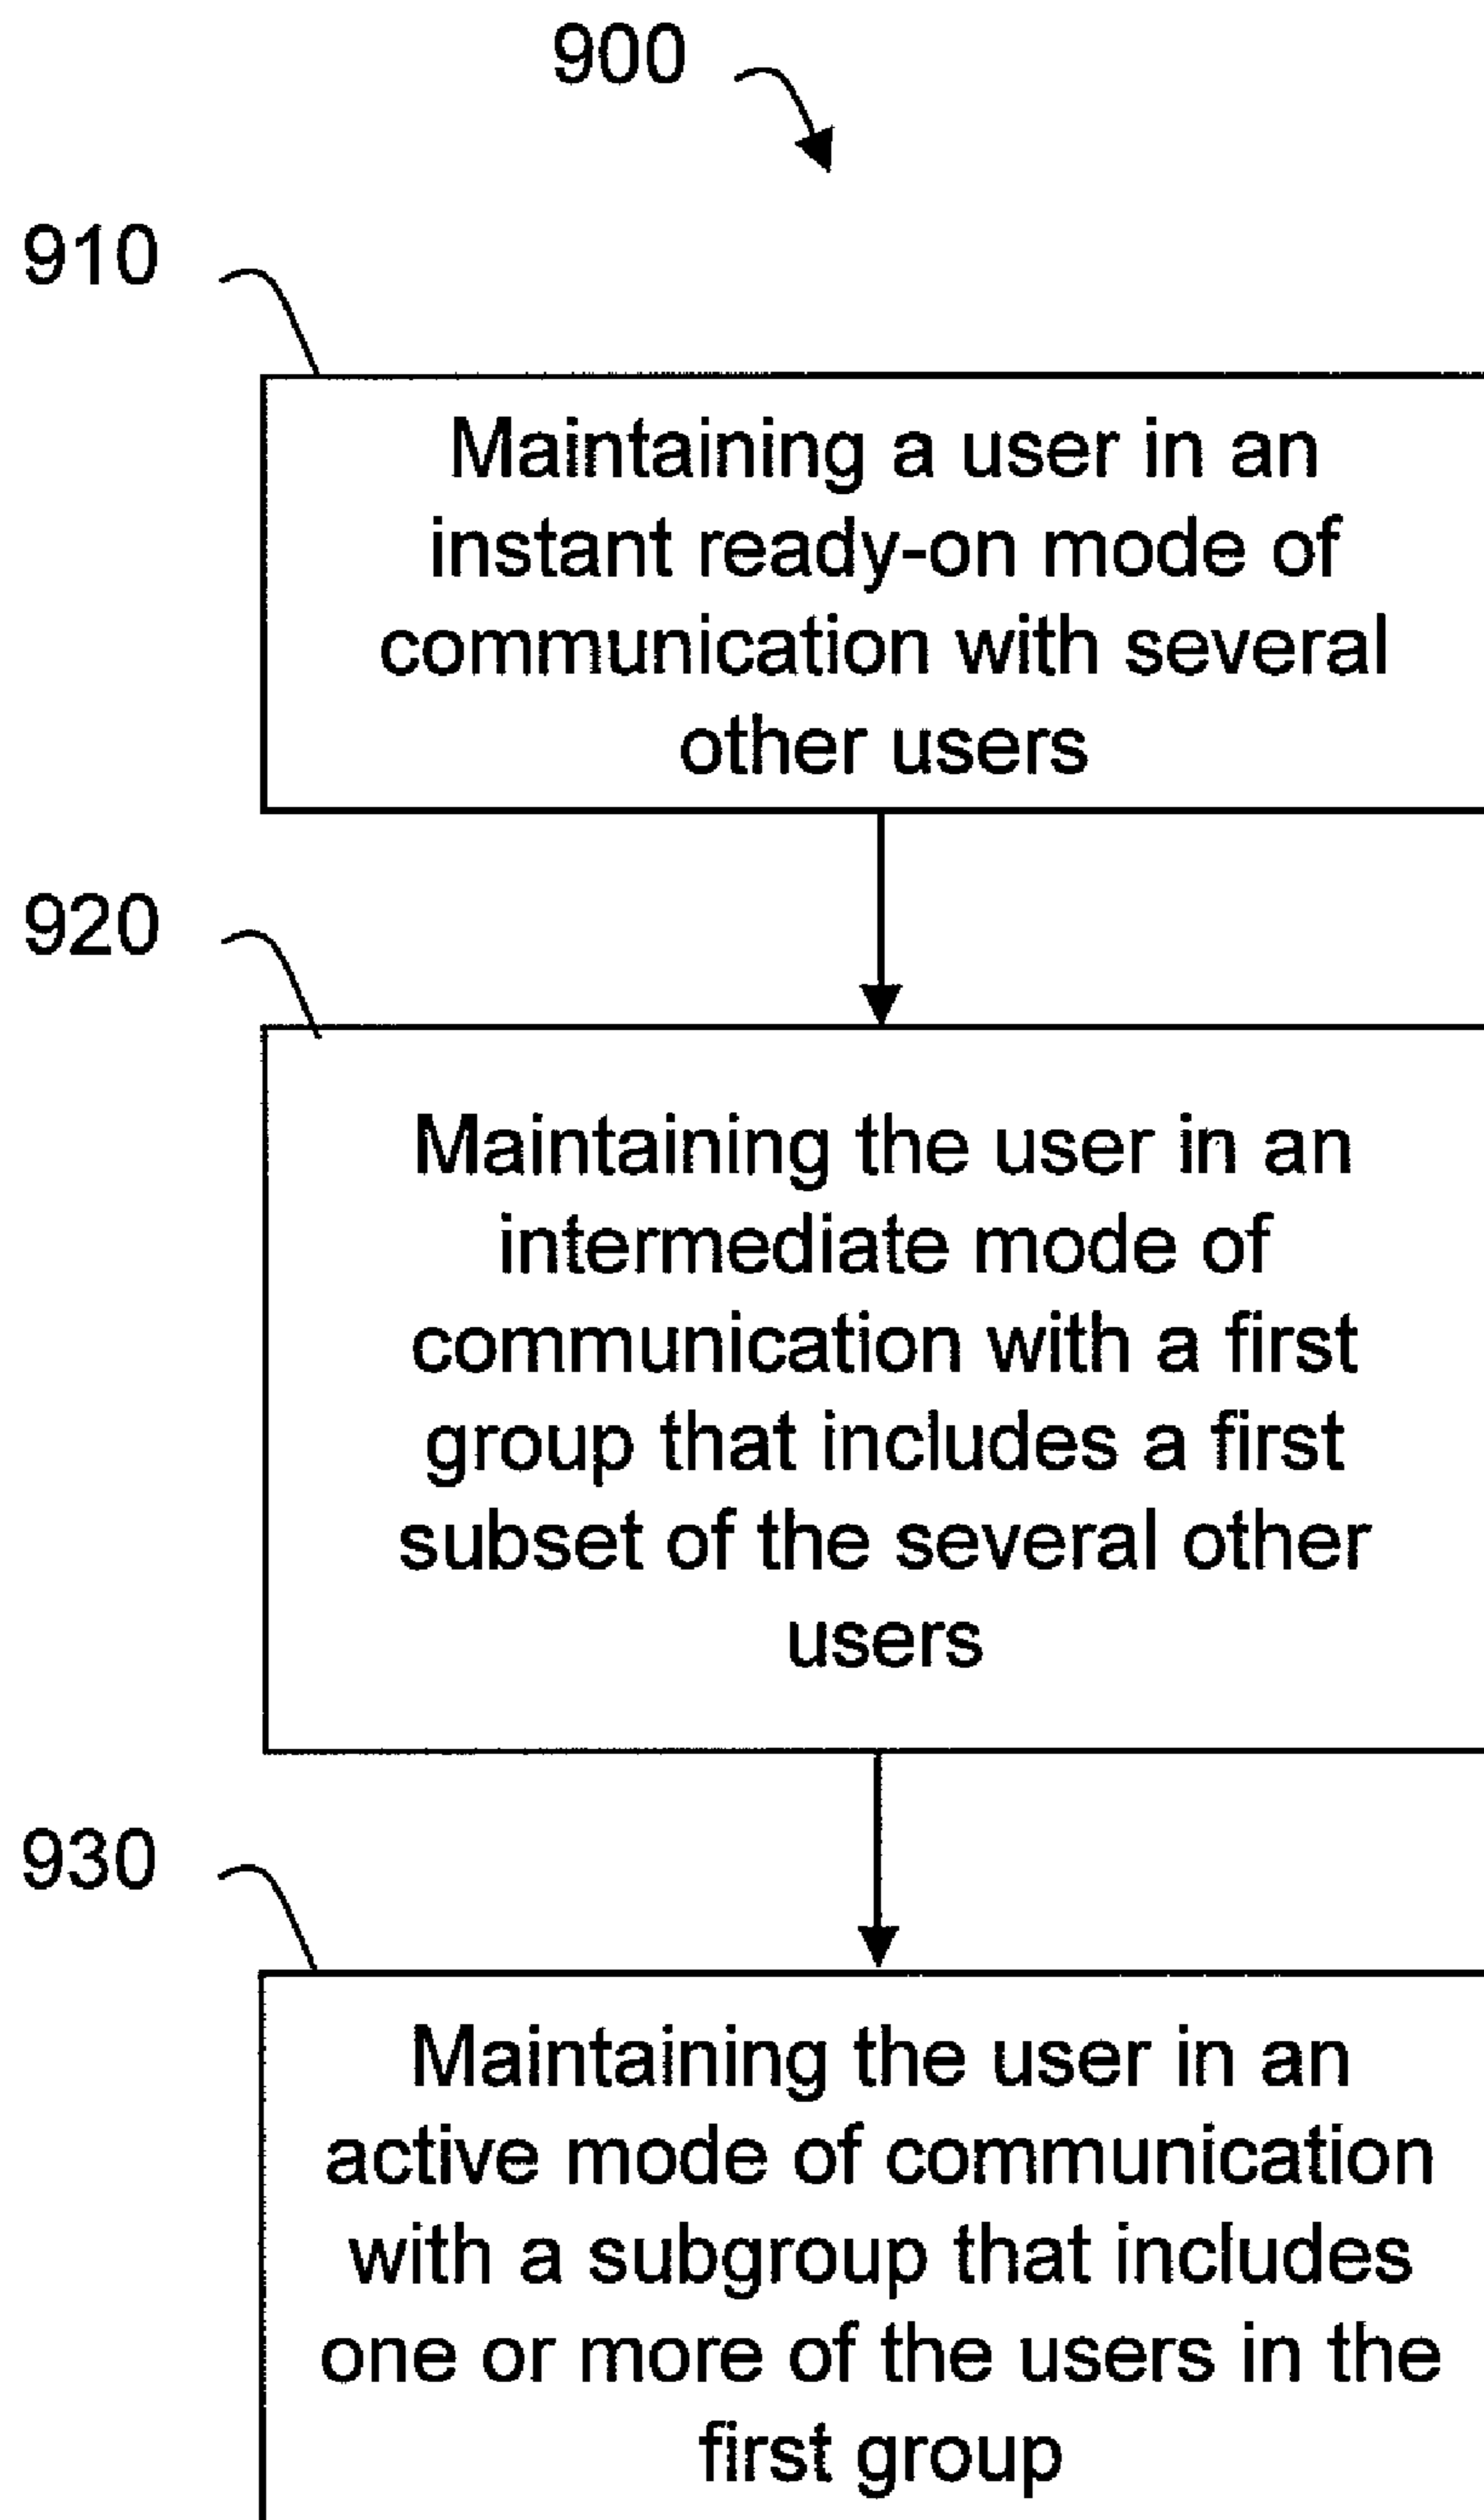 900
910
Maintaining a user in an
instant ready-on mode of
communication with several
other users
920
Maintaining the user in an
intermediate mode of
communication with a first
group that includes a first
subset of the several other
users
930
Maintaining the user in an
active mode of communication
with a subgroup that includes
one or more of the users in the
first group